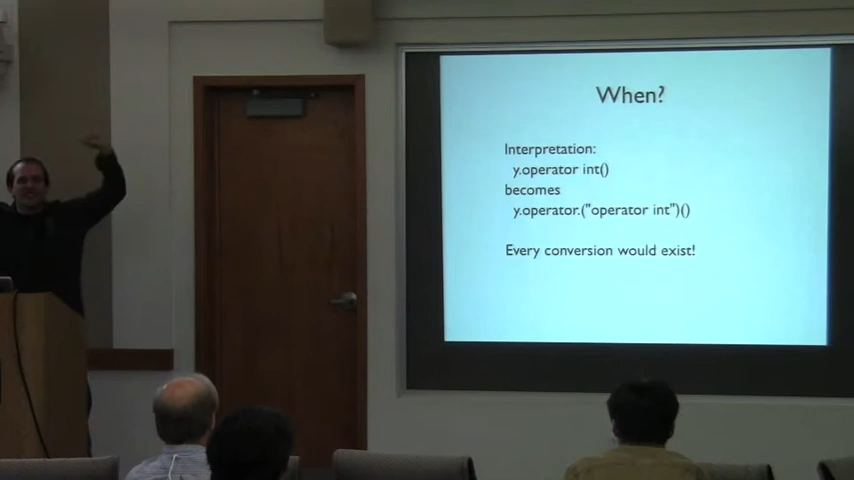 When?
Interpretation:
y.operator int()
becomes
y.operator.("operator int")()
Every conversion would exist!